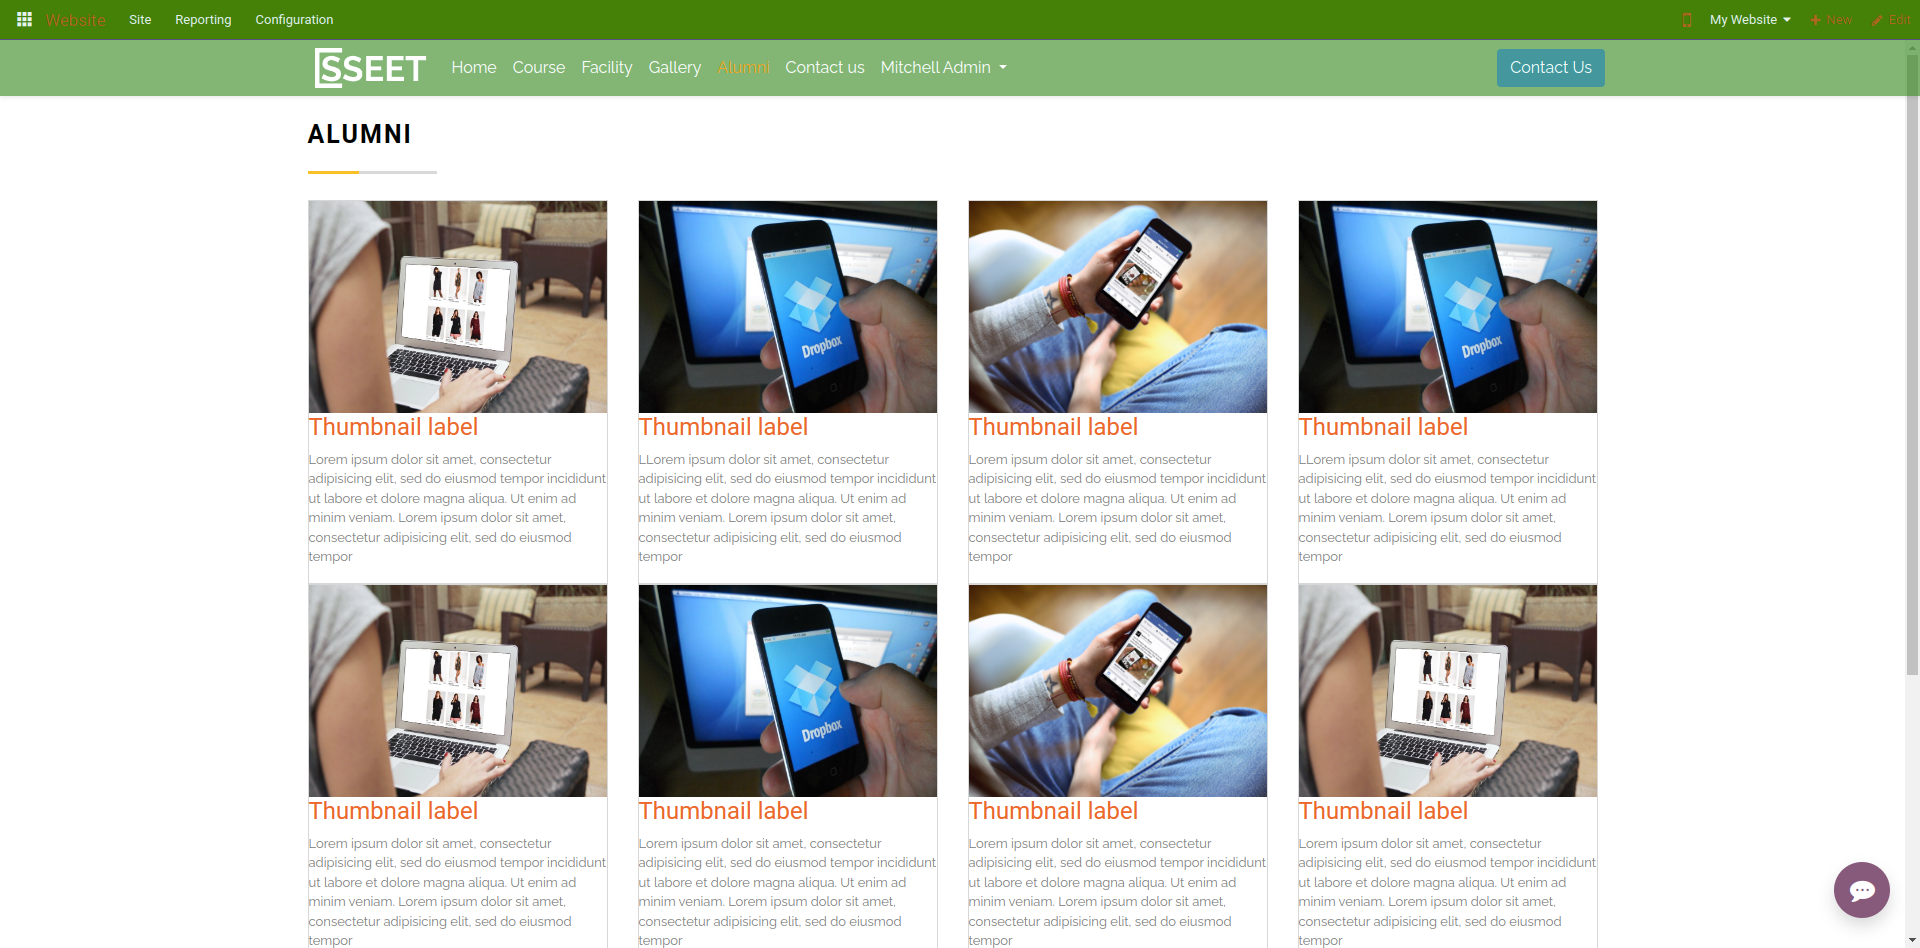 Website Site Reporting Configuration My Website New Edit
SSEET Home Course Facility Gallery Alumni Contact us Mitchell Admin Contact Us
ALUMNI
Dropbox
Dropbox
Thumbnail label
Lorem ipsum dolor sit amet, consectetur
adipisicing elit, sed do eiusmod tempor incididunt
ut labore et dolore magna aliqua. Ut enim ad
minim veniam. Lorem ipsum dolor sit amet,
consectetur adipisicing elit, sed do eiusmod
tempor
Thumbnail label
LLorem ipsum dolor sit amet, consectetur
adipisicing elit, sed do eiusmod tempor incididunt
ut labore et dolore magna aliqua. Ut enim ad
minim veniam. Lorem ipsum dolor sit amet,
consectetur adipisicing elit, sed do eiusmod
tempor
Thumbnail label
Lorem ipsum dolor sit amet, consectetur
adipisicing elit, sed do eiusmod tempor incididunt
ut labore et dolore magna aliqua. Ut enim ad
minim veniam. Lorem ipsum dolor sit amet,
consectetur adipisicing elit, sed do eiusmod
tempor
Thumbnail label
LLorem ipsum dolor sit amet, consectetur
adipisicing elit, sed do eiusmod tempor incididunt
ut labore et dolore magna aliqua. Ut enim ad
minim veniam. Lorem ipsum dolor sit amet,
consectetur adipisicing elit, sed do eiusmod
tempor
Dropbox
Thumbnail label
Lorem ipsum dolor sit amet, consectetur
adipisicing elit, sed do eiusmod tempor incididunt
ut labore et dolore magna aliqua. Ut enim ad
minim veniam. Lorem ipsum dolor sit amet,
consectetur adipisicing elit, sed do eiusmod
tempor
Thumbnail label
Lorem ipsum dolor sit amet, consectetur
adipisicing elit, sed do eiusmod tempor incididunt
ut labore et dolore magna aliqua. Ut enim ad
minim veniam. Lorem ipsum dolor sit amet,
consectetur adipisicing elit, sed do eiusmod
tempor
Thumbnail label
Lorem ipsum dolor sit amet, consectetur
adipisicing elit, sed do eiusmod tempor incididunt
ut labore et dolore magna aliqua. Ut enim ad
minim veniam. Lorem ipsum dolor sit amet,
consectetur adipisicing elit, sed do eiusmod
tempor
Thumbnail label
Lorem ipsum dolor sit amet, consectetur
adipisicing elit, sed do eiusmod tempor incididunt
ut labore et dolore magna aliqua. Ut enim ad
minim veniam. Lorem ipsum dolor sit amet,
consectetur adipisicing elit, sed do eiusmod
tempor